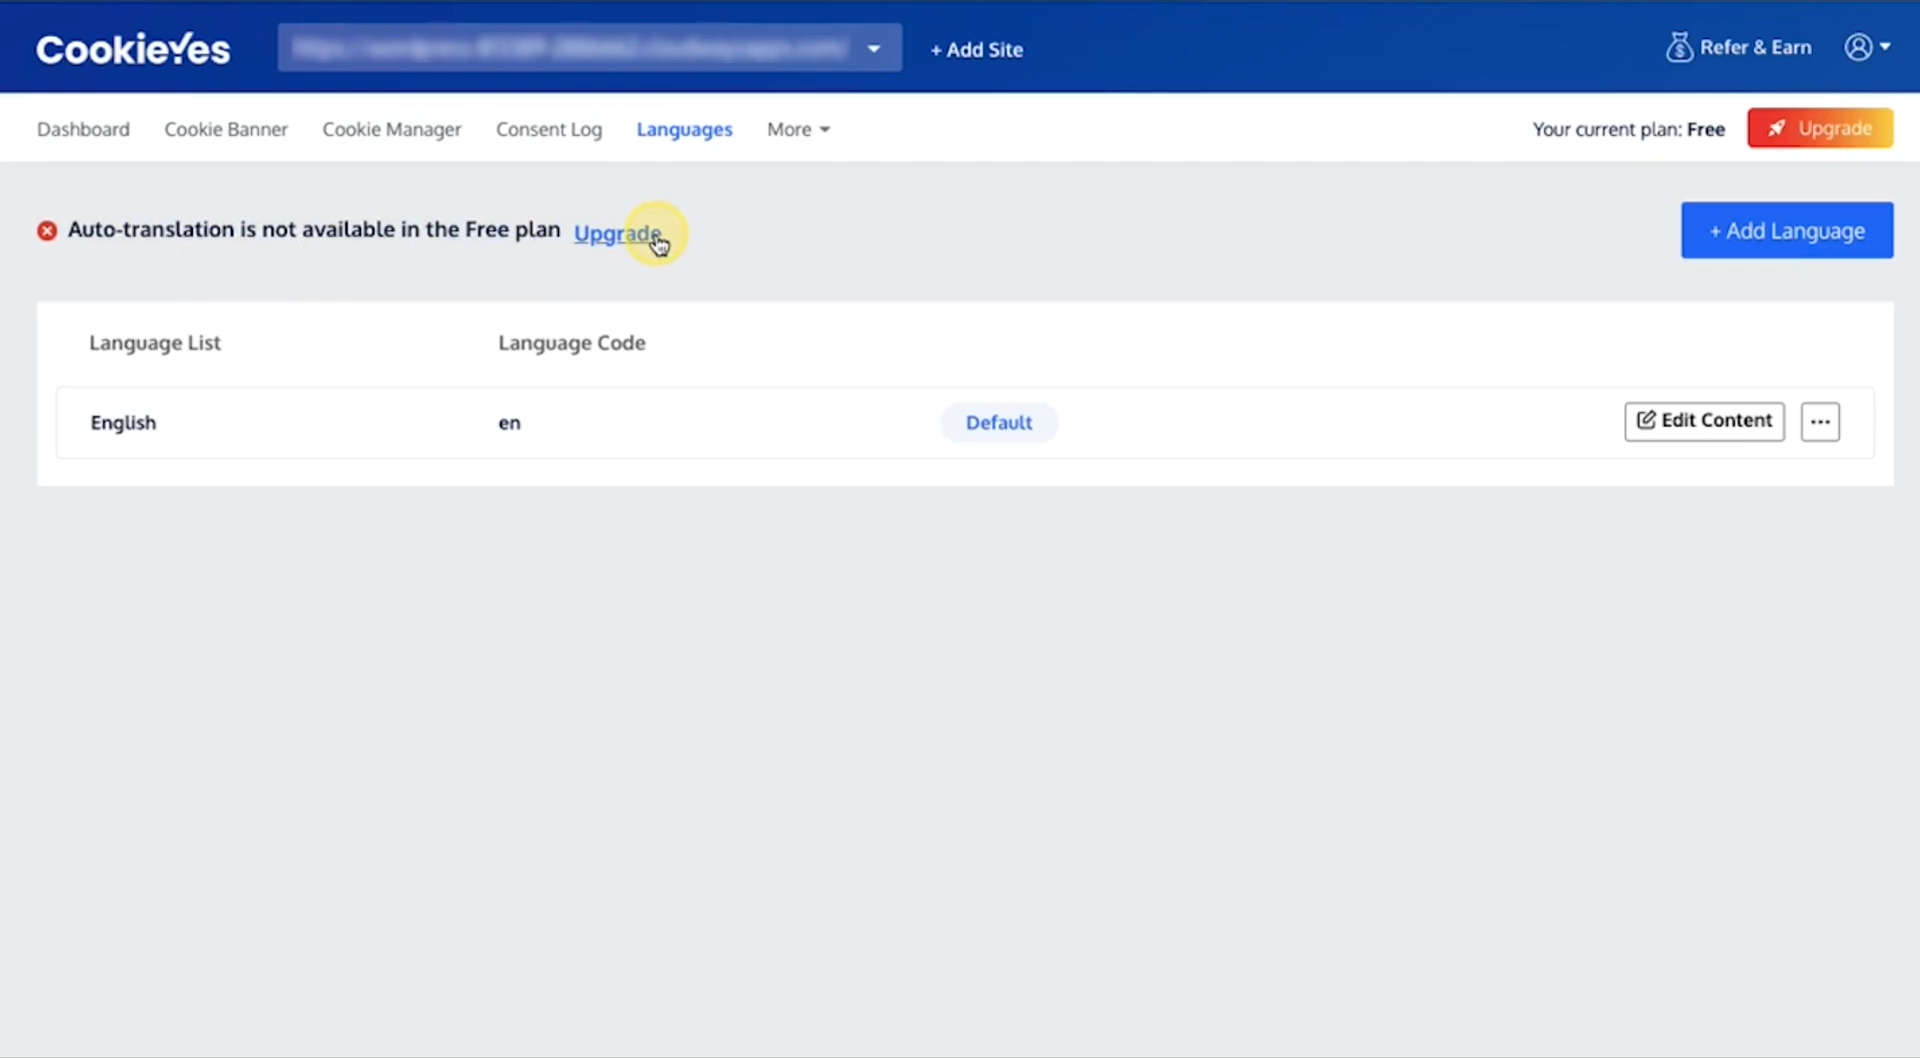 CookieYes
+ Add Site
Refer & Earn
Dashboard
Cookie Banner
Cookie Manager
Consent Log
Languages
More
Your current plan: Free
Upgrade
Auto-translation is not available in the Free plan Upgrade
+ Add Language
Language List
Language Code
English
en
Default
Edit Content